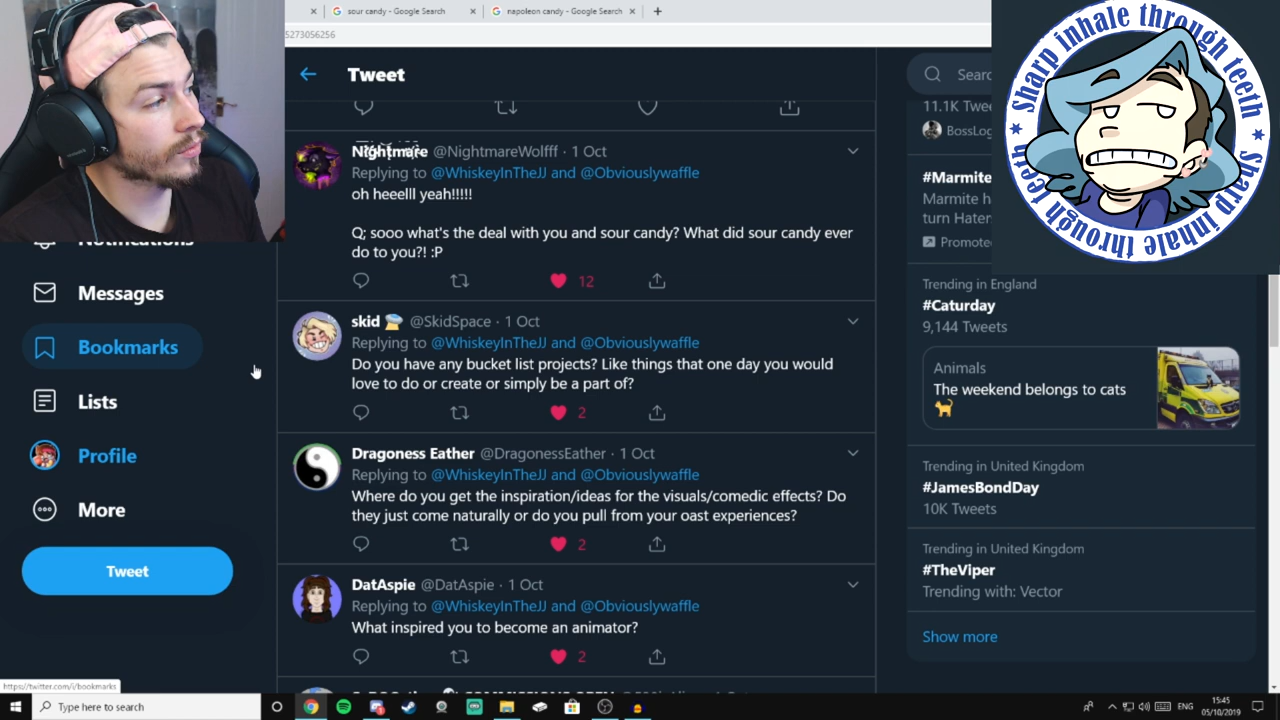 sour candy - Google Search
napoleon candy - Google Search
5273056256
Tweet
Nightmare @NightmareWolfff · 1 Oct
Replying to @WhiskeyInTheJJ and @Obviouslywaffle
oh heeelll yeah!!!!!
Q; sooo what's the deal with you and sour candy? What did sour candy ever
do to you?! :P
12
skid @SkidSpace · 1 Oct
Replying to @WhiskeyInTheJJ and @Obviouslywaffle
Do you have any bucket list projects? Like things that one day you would
love to do or create or simply be a part of?
2
Dragoness Eather @DragonessEather · 1 Oct
Replying to @WhiskeyInTheJJ and @Obviouslywaffle
Where do you get the inspiration/ideas for the visuals/comedic effects? Do
they just come naturally or do you pull from your oast experiences?
2
DatAspie @DatAspie · 1 Oct
Replying to @WhiskeyInTheJJ and @Obviouslywaffle
What inspired you to become an animator?
2
Notifications
Messages
Bookmarks
Lists
Profile
More
Tweet
https://twitter.com/i/bookmarks
Searc
11.1K Twee
BossLog
#Marmite
Marmite ha
turn Haters
Promote
Trending in England
#Caturday
9,144 Tweets
Animals
The weekend belongs to cats
Trending in United Kingdom
#JamesBondDay
10K Tweets
Trending in United Kingdom
#TheViper
Trending with: Vector
Show more
Sharp inhale through teeth
Sharp inhale through teeth
Type here to search
ENG
15:45
05/10/2019